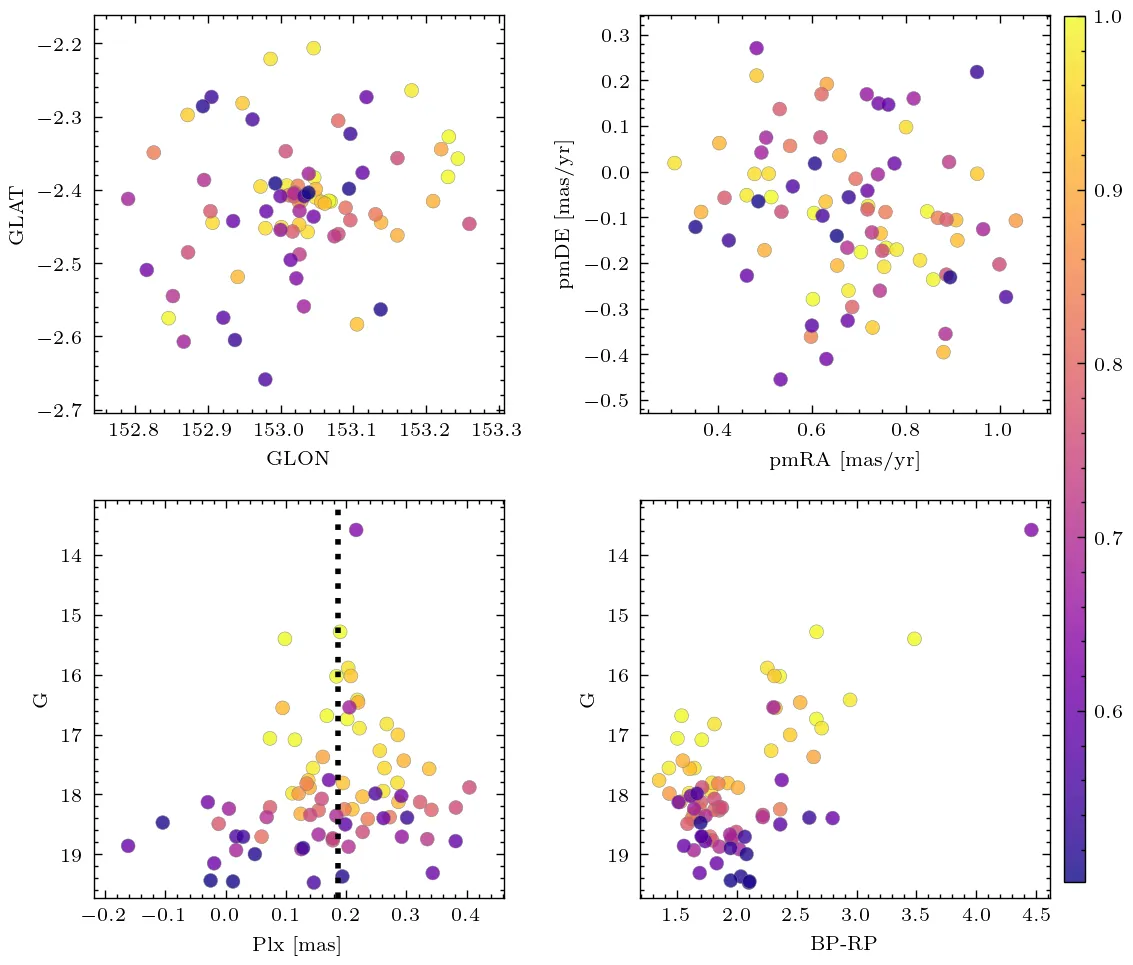 −2.2
−2.3
−2.4
−2.5
−2.6
−2.7
GLAT
152.8 152.9 153.0 153.1 153.2 153.3
GLON
0.3
0.2
0.1
0.0
−0.1
−0.2
−0.3
−0.4
−0.5
pmDE [mas/yr]
0.4 0.6 0.8 1.0
pmRA [mas/yr]
14
15
16
17
18
19
G
−0.2 −0.1 0.0 0.1 0.2 0.3 0.4
Plx [mas]
14
15
16
17
18
19
G
1.5 2.0 2.5 3.0 3.5 4.0 4.5
BP-RP
1.0
0.9
0.8
0.7
0.6